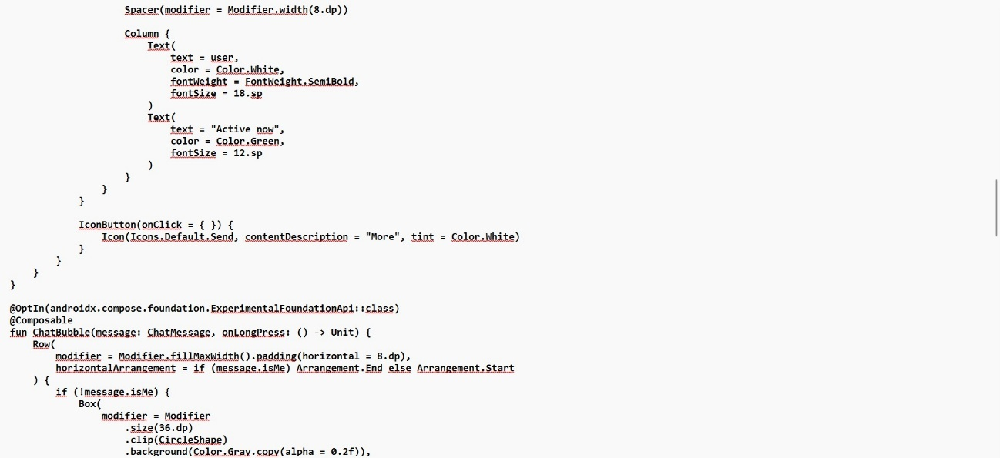 Spacer(modifier = Modifier.width(8.dp))
Column {
Text(
text = user,
color = Color.White,
fontWeight = FontWeight.SemiBold,
fontSize = 18.sp
)
Text(
text = "Active now",
color = Color.Green,
fontSize = 12.sp
)
}
}
}
IconButton(onClick = { }) {
Icon(Icons.Default.Send, contentDescription = "More", tint = Color.White)
}
}
}
}
@OptIn(androidx.compose.foundation.ExperimentalFoundationApi::class)
@Composable
fun ChatBubble(message: ChatMessage, onLongPress: () -> Unit) {
Row(
modifier = Modifier.fillMaxWidth().padding(horizontal = 8.dp),
horizontalArrangement = if (message.isMe) Arrangement.End else Arrangement.Start
) {
if (!message.isMe) {
Box(
modifier = Modifier
.size(36.dp)
.clip(CircleShape)
.background(Color.Gray.copy(alpha = 0.2f)),